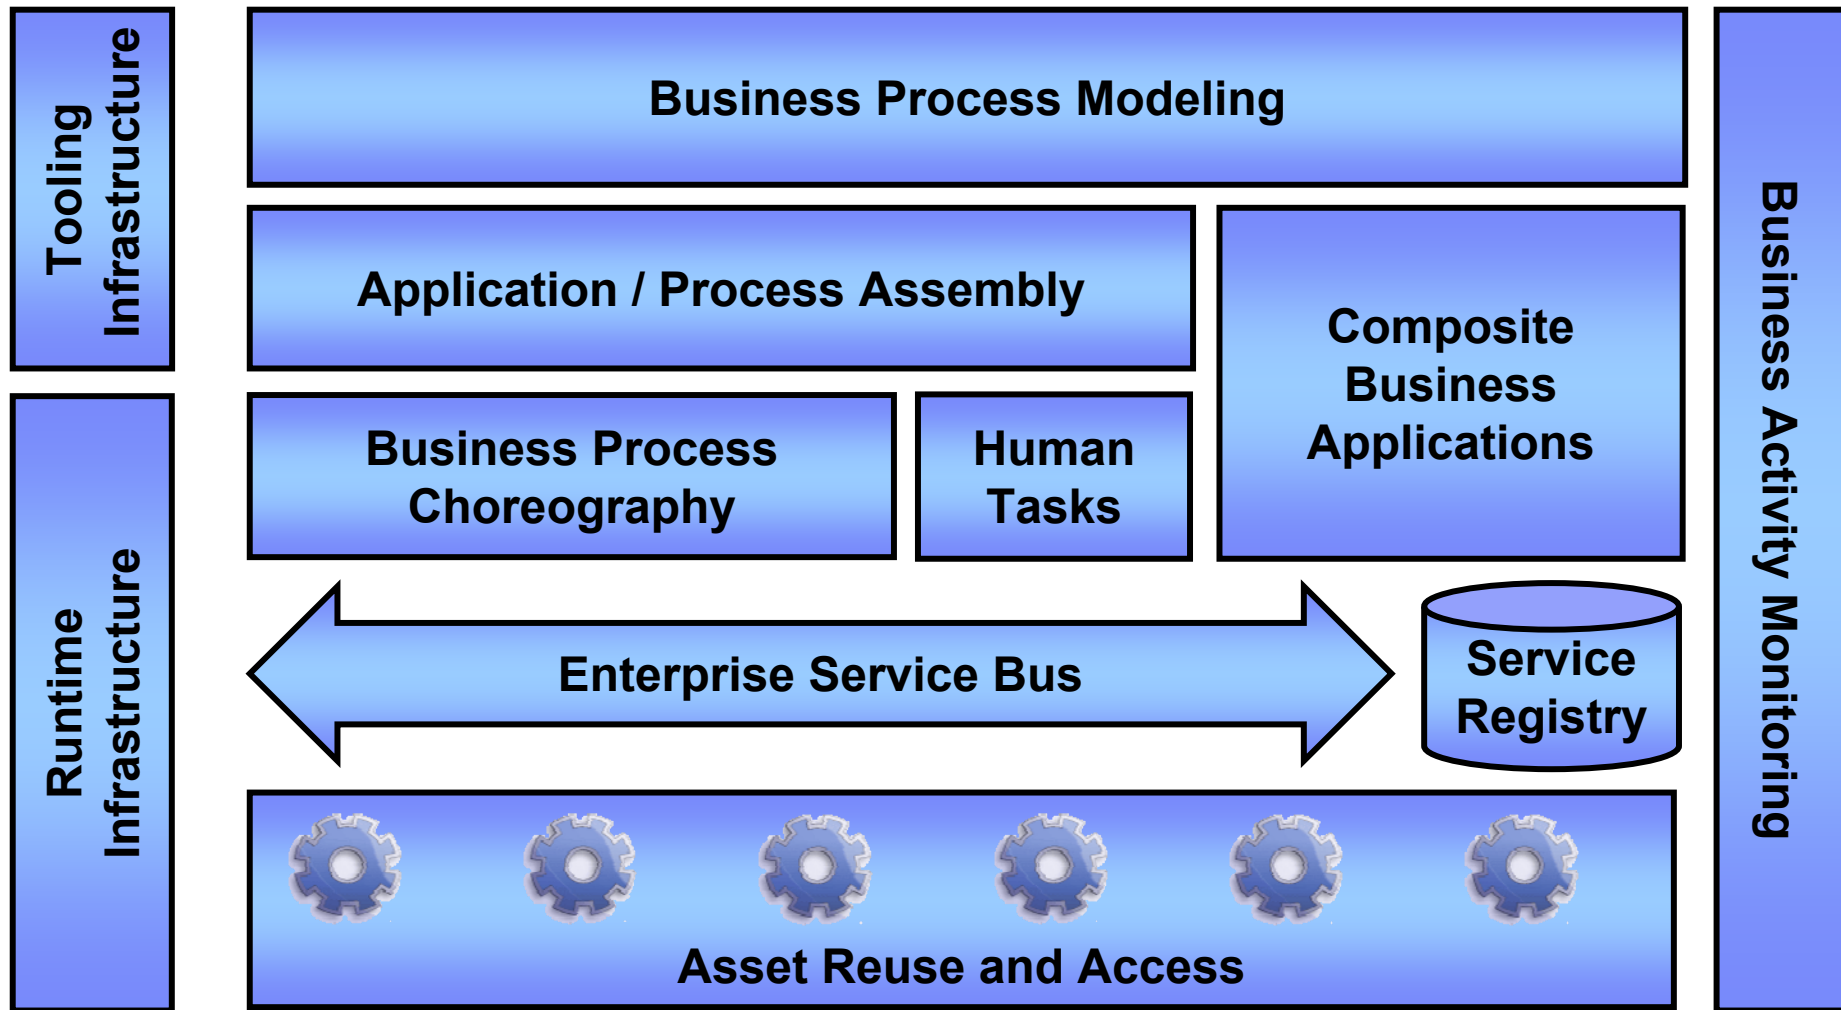 Tooling
Infrastructure
Business Process Modeling
Application / Process Assembly
Composite
Business
Applications
Business Activity Monitoring
Runtime
Infrastructure
Business Process
Choreography
Human
Tasks
Enterprise Service Bus
Service
Registry
Asset Reuse and Access